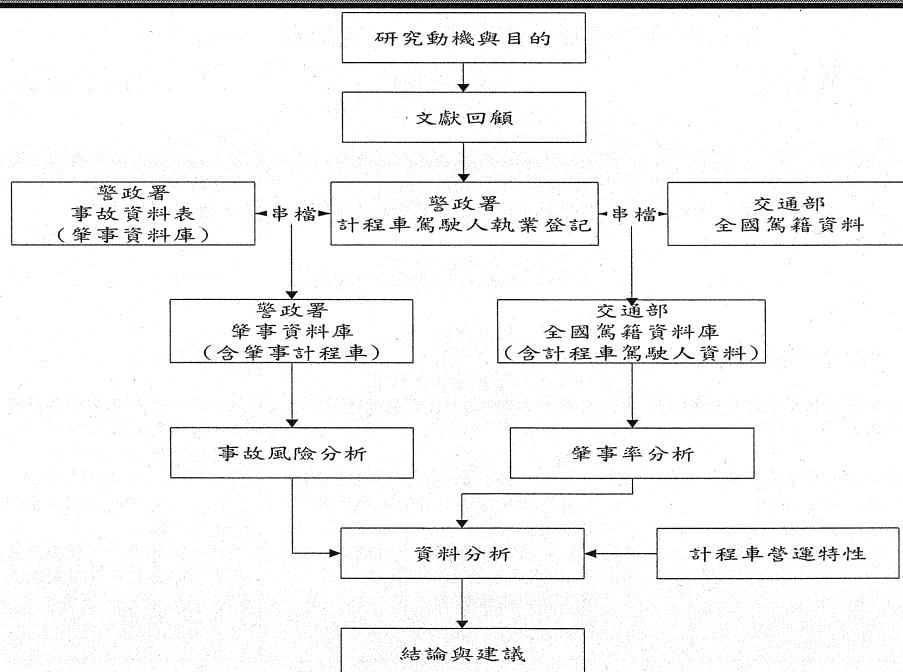 研究動機與目的
文獻回顧
警政署
事故資料表
(肇事資料庫)
串檔
警政署
計程車駕駛人執業登記
串檔
交通部
全國駕籍資料
警政署
肇事資料庫
(含肇事計程車)
交通部
全國駕籍資料庫
(含計程車駕駛人資料)
事故風險分析
肇事率分析
資料分析
計程車營運特性
結論與建議